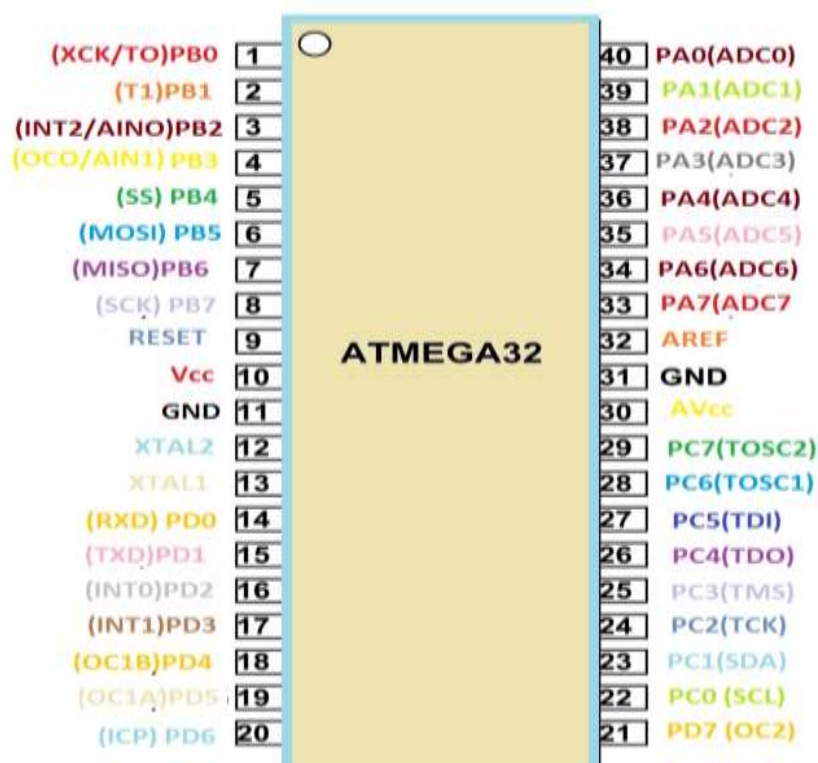 (XCK/TO)PB0 1
(T1)PB1 2
(INT2/AINO)PB2 3
(OCO/AIN1) PB3 4
(SS) PB4 5
(MOSI) PB5 6
(MISO)PB6 7
(SCK) PB7 8
RESET 9
Vcc 10
GND 11
XTAL2 12
XTAL1 13
(RXD) PD0 14
(TXD)PD1 15
(INT0)PD2 16
(INT1)PD3 17
(OC1B)PD4 18
(OC1A)PD5 19
(ICP) PD6 20
ATMEGA32
40 PA0(ADC0)
39 PA1(ADC1)
38 PA2(ADC2)
37 PA3(ADC3)
36 PA4(ADC4)
35 PA5(ADC5)
34 PA6(ADC6)
33 PA7(ADC7
32 AREF
31 GND
30 AVcc
29 PC7(TOSC2)
28 PC6(TOSC1)
27 PC5(TDI)
26 PC4(TDO)
25 PC3(TMS)
24 PC2(TCK)
23 PC1(SDA)
22 PC0 (SCL)
21 PD7 (OC2)